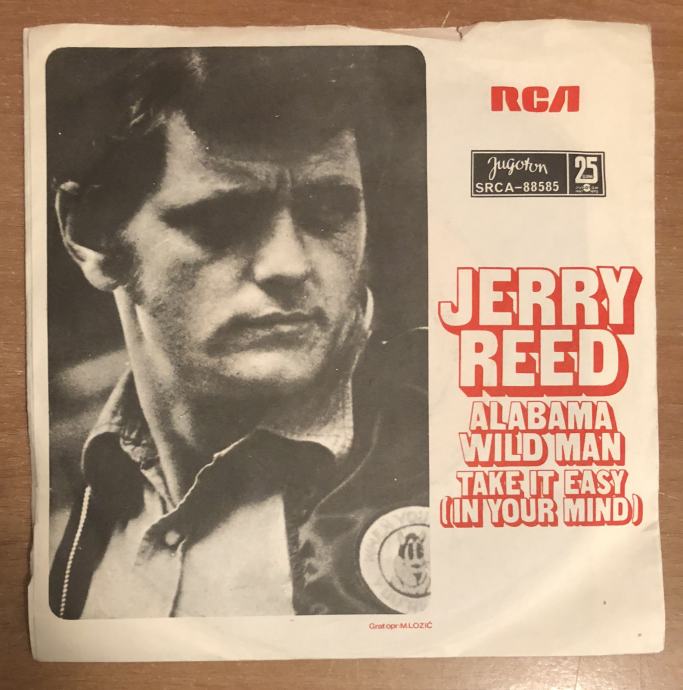 RCA
Jugoton
25
SRCA-88585
JERRY
REED
ALABAMA
WILD MAN
TAKE IT EASY
(IN YOUR MIND)
Graf opr: M. LOZIĆ